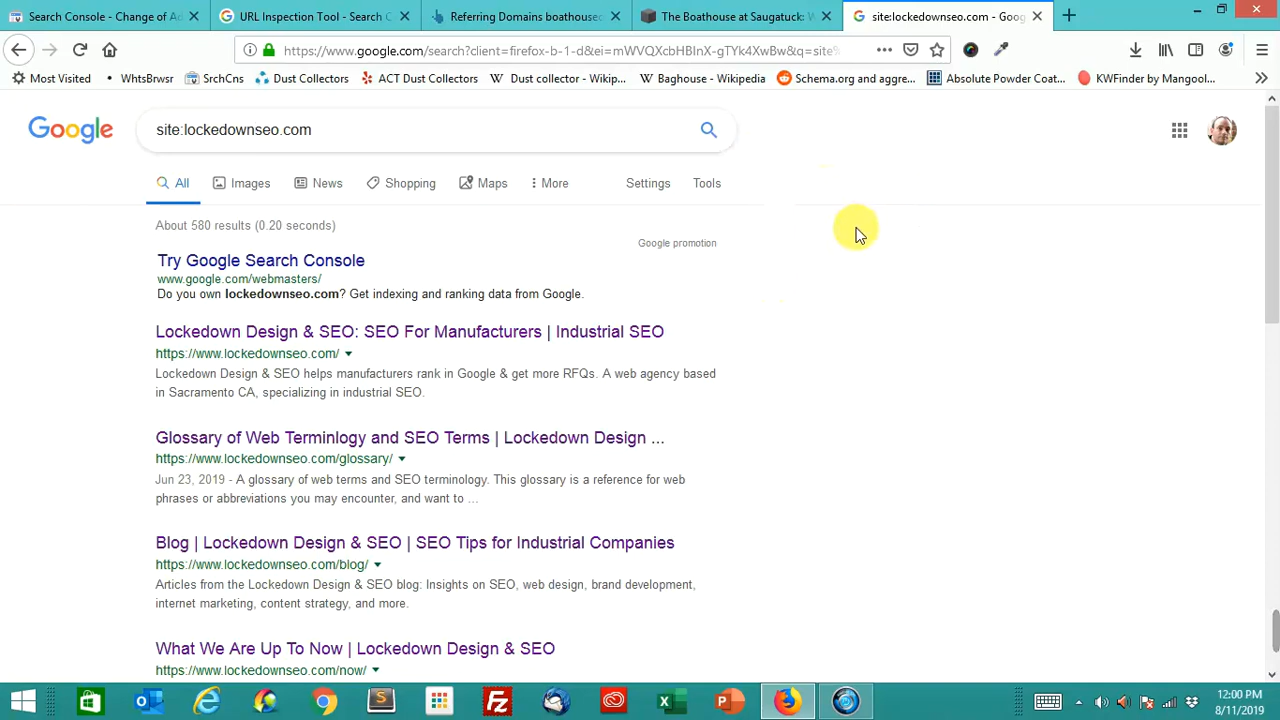 Search Console - Change of Ad
URL Inspection Tool - Search C
Referring Domains boathousec
The Boathouse at Saugatuck: W
site:lockedownseo.com - Goog
https://www.google.com/search?client=firefox-b-1-d&ei=mWVQXcbHBInX-gTYk4XwBw&q=site%
Most Visited
WhtsBrwsr
SrchCns
Dust Collectors
ACT Dust Collectors
Dust collector - Wikip...
Baghouse - Wikipedia
Schema.org and aggre...
Absolute Powder Coat...
KWFinder by Mangool...
Google
site:lockedownseo.com
All
Images
News
Shopping
Maps
More
Settings
Tools
About 580 results (0.20 seconds)
Google promotion
Try Google Search Console
www.google.com/webmasters/
Do you own lockedownseo.com? Get indexing and ranking data from Google.
Lockedown Design & SEO: SEO For Manufacturers | Industrial SEO
https://www.lockedownseo.com/
Lockedown Design & SEO helps manufacturers rank in Google & get more RFQs. A web agency based
in Sacramento CA, specializing in industrial SEO.
Glossary of Web Terminlogy and SEO Terms | Lockedown Design ...
https://www.lockedownseo.com/glossary/
Jun 23, 2019 - A glossary of web terms and SEO terminology. This glossary is a reference for web
phrases or abbreviations you may encounter, and want to ...
Blog | Lockedown Design & SEO | SEO Tips for Industrial Companies
https://www.lockedownseo.com/blog/
Articles from the Lockedown Design & SEO blog: Insights on SEO, web design, brand development,
internet marketing, content strategy, and more.
What We Are Up To Now | Lockedown Design & SEO
https://www.lockedownseo.com/now/
12:00 PM
8/11/2019